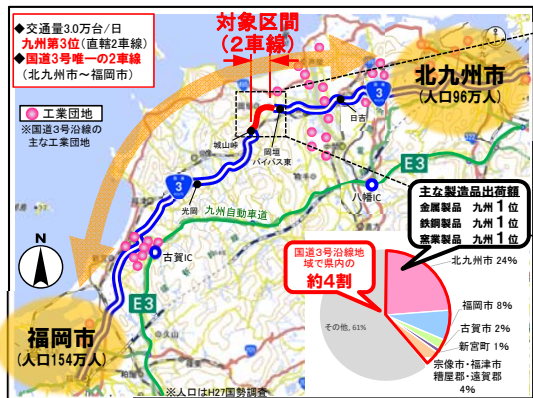 ◆交通量3.0万台/日
九州第3位(直轄2車線)
◆国道3号唯一の2車線
(北九州市～福岡市)
工業団地
※国道3号沿線の
主な工業団地
対象区間
(2車線)
北九州市
(人口96万人)
3
日吉
岡垣
バイパス東
城山峠
E3
3
光岡
九州自動車道
八幡IC
主な製造品出荷額
金属製品 九州1位
鉄鋼製品 九州1位
窯業製品 九州1位
N
古賀IC
国道3号沿線地
域で県内の
約4割
北九州市 24%
福岡市 8%
古賀市 2%
新宮町 1%
宗像市・福津市
糟屋郡・遠賀郡
4%
その他, 61%
E3
福岡市
(人口154万人)
※人口はH27国勢調査